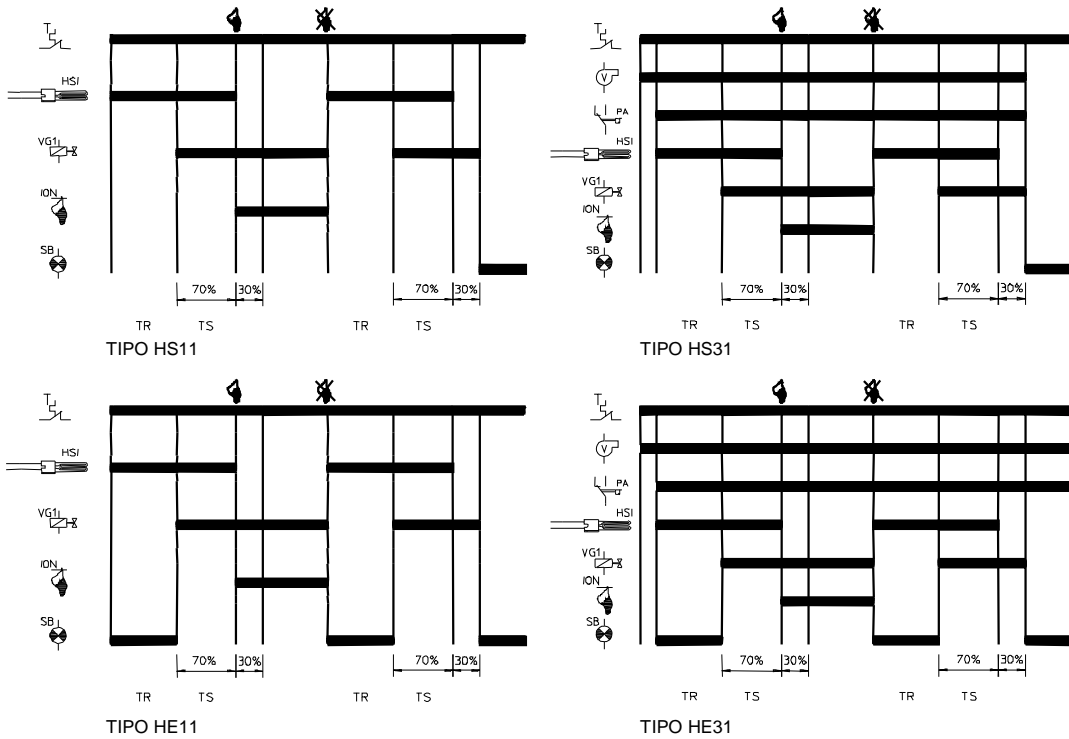 T
HSI
VG1
ION
SB
70% 30% 70% 30%
TR TS TR TS
TIPO HS11
T
V
PA
HSI
VG1
ION
SB
70% 30% 70% 30%
TR TS TR TS
TIPO HS31
T
HSI
VG1
ION
SB
70% 30% 70% 30%
TR TS TR TS
TIPO HE11
T
V
PA
HSI
VG1
ION
SB
70% 30% 70% 30%
TR TS TR TS
TIPO HE31